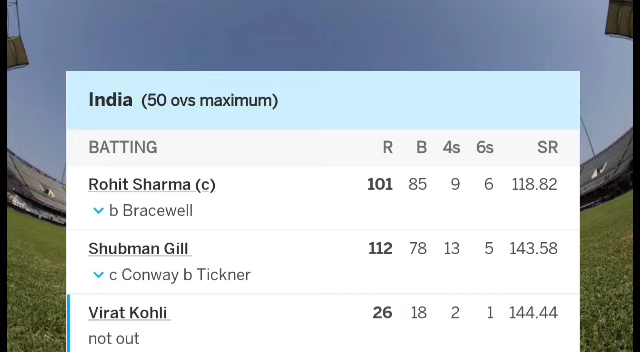 India (50 ovs maximum)
BATTING R B 4s 6s SR
Rohit Sharma (c) 101 85 9 6 118.82
b Bracewell
Shubman Gill 112 78 13 5 143.58
c Conway b Tickner
Virat Kohli 26 18 2 1 144.44
not out